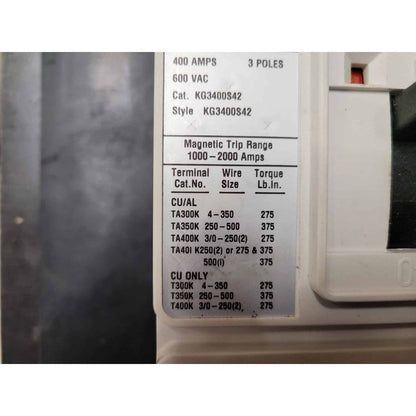 400 AMPS 3 POLES
600 VAC
Cat. KG3400S42
Style KG3400S42
Magnetic Trip Range
1000-2000 Amps
Terminal Wire Torque
Cat.No. Size Lb.In.
CU/AL
TA300K 4-350 275
TA350K 250-500 375
TA400K 3/0-250(2) 275
TA401K250(2) or 275 & 375
500(1) 375
CU ONLY
T300K 4-350 275
T350K 250-500 375
T400K 3/0-250(2), 275